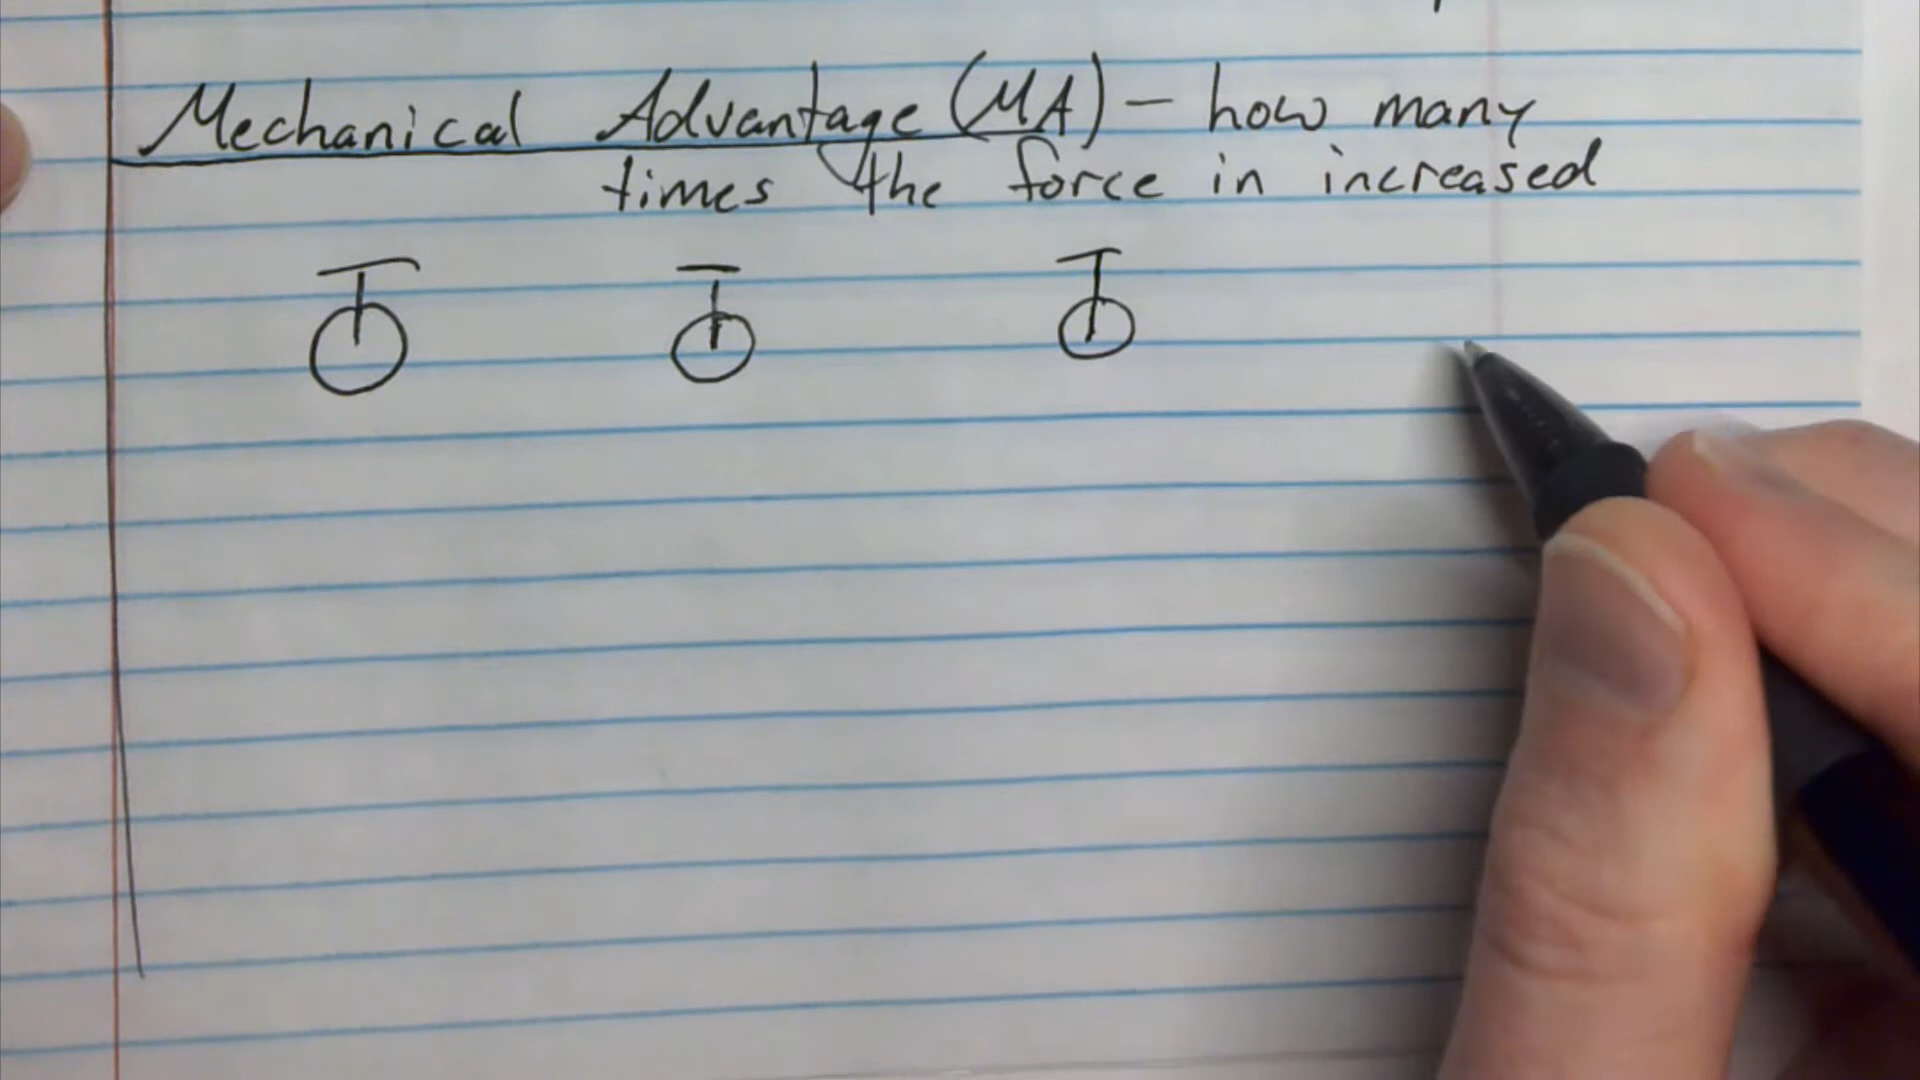 Mechanical Advantage (MA) – how many
times the force in increased